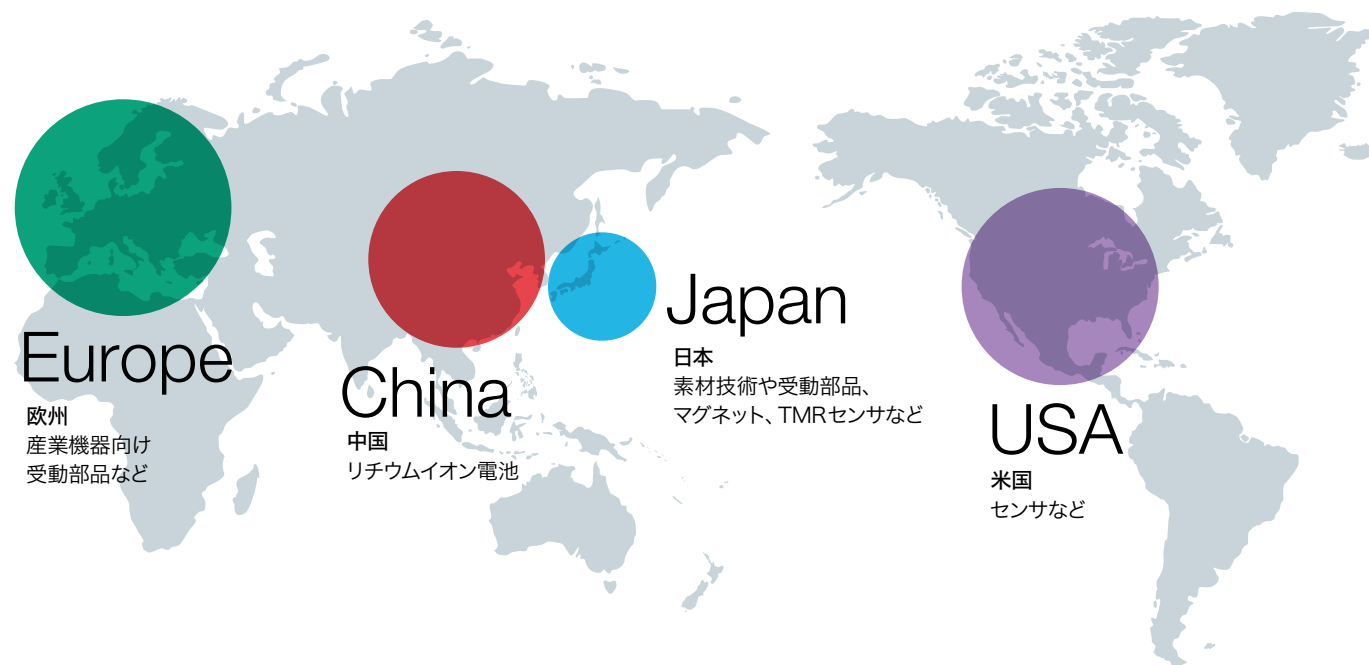 Europe
欧州
産業機器向け
受動部品など
China
中国
リチウムイオン電池
Japan
日本
素材技術や受動部品、
マグネット、TMRセンサなど
USA
米国
センサなど